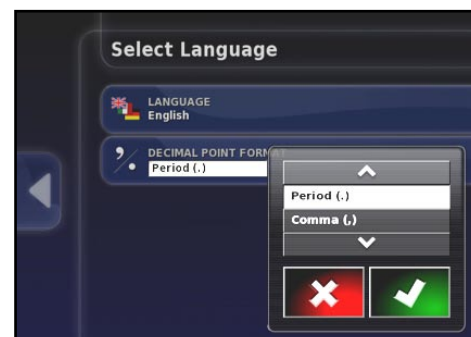 Select Language
LANGUAGE
English
DECIMAL POINT FORMAT
Period (.)
Period (.)
Comma (,)